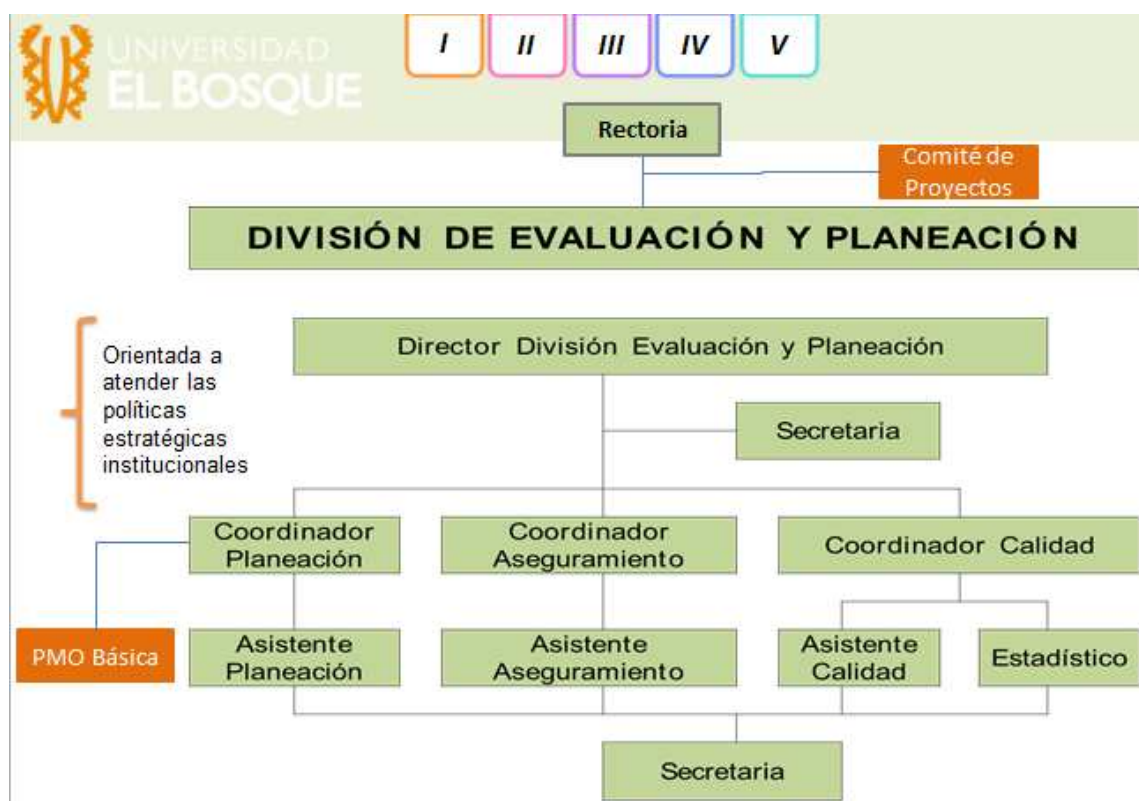 UNIVERSIDAD
EL BOSQUE
I
II
III
IV
V
Rectoria
Comité de
Proyectos
DIVISIÓN DE EVALUACIÓN Y PLANEACIÓN
Director División Evaluación y Planeación
Orientada a
atender las
políticas
estratégicas
institucionales
Secretaria
Coordinador
Planeación
Coordinador
Aseguramiento
Coordinador Calidad
PMO Básica
Asistente
Planeación
Asistente
Aseguramiento
Asistente
Calidad
Estadístico
Secretaria